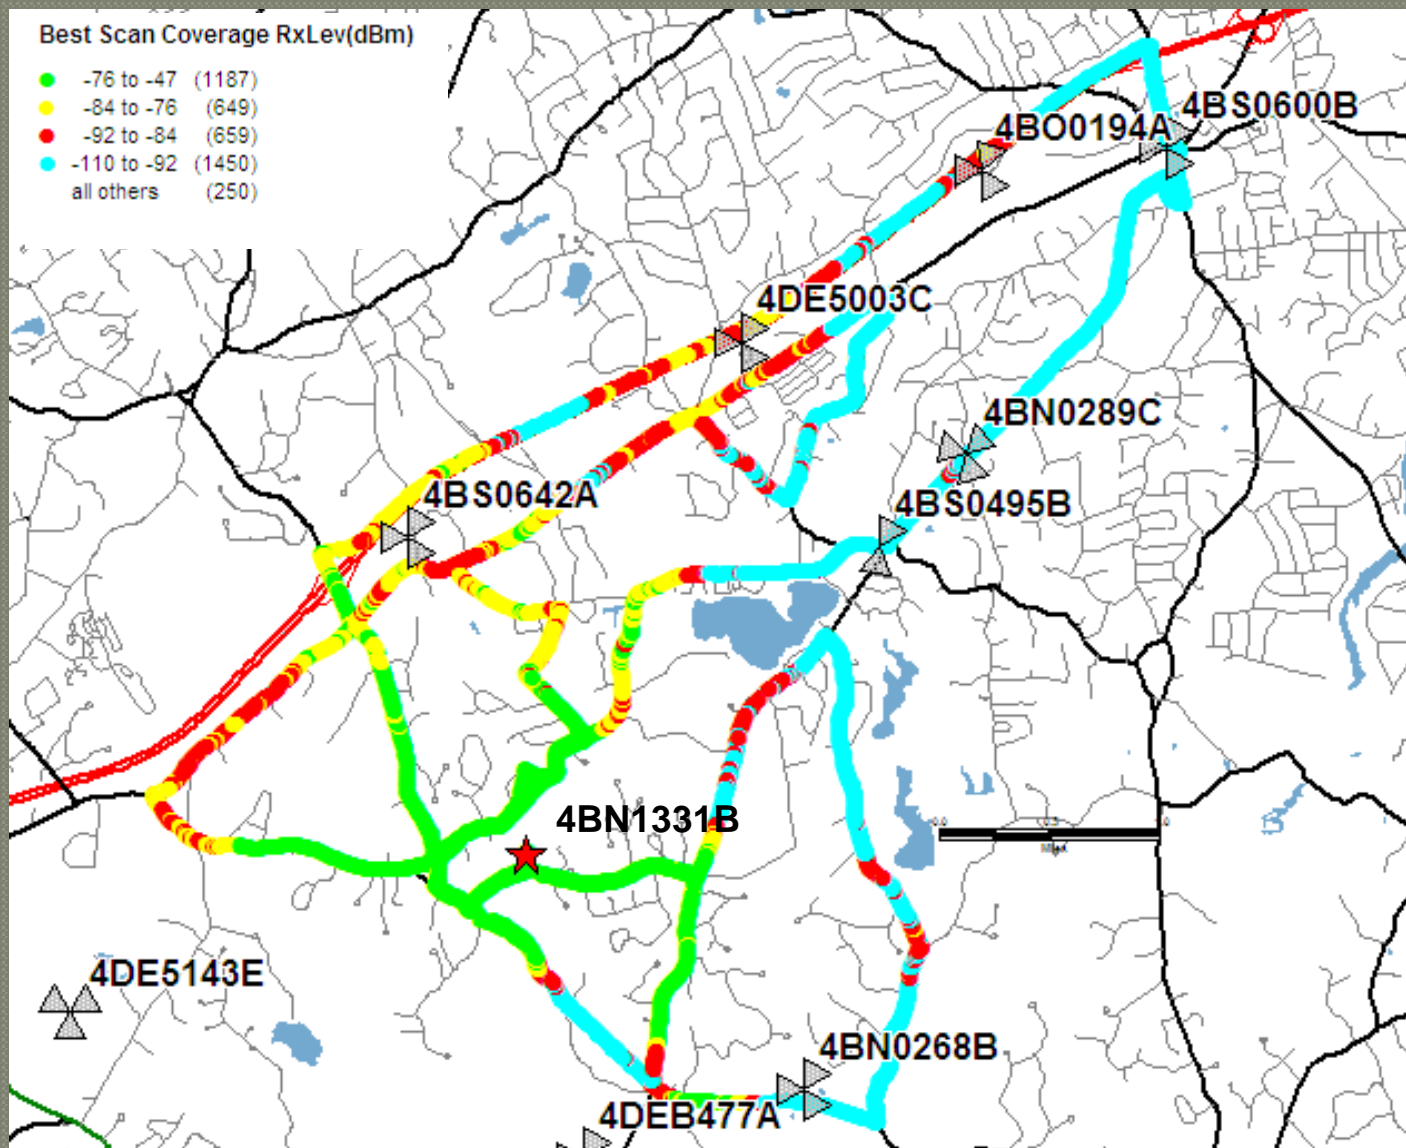 Best Scan Coverage RxLev(dBm)
-76 to -47 (1187)
-84 to -76 (649)
-92 to -84 (659)
-110 to -92 (1450)
all others (250)
4BS0600B
4BO0194A
4DE5003C
4BN0289C
4BS0642A
4BS0495B
4BN1331B
4DE5143E
4BN0268B
4DEB477A